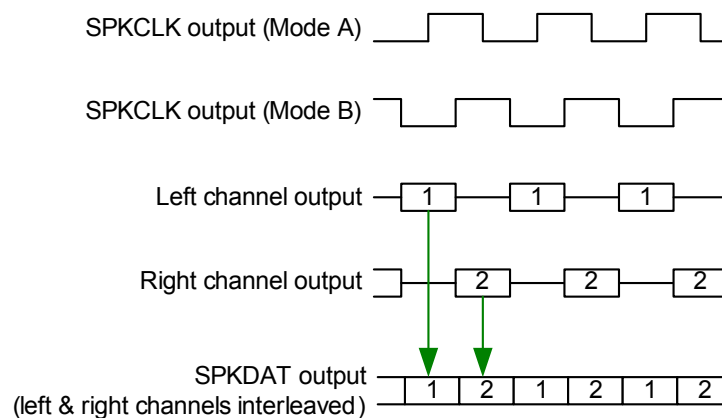 SPKCLK output (Mode A)
SPKCLK output (Mode B)
Left channel output
1 1 1
Right channel output
2 2 2
SPKDAT output
(left & right channels interleaved)
1 2 1 2 1 2